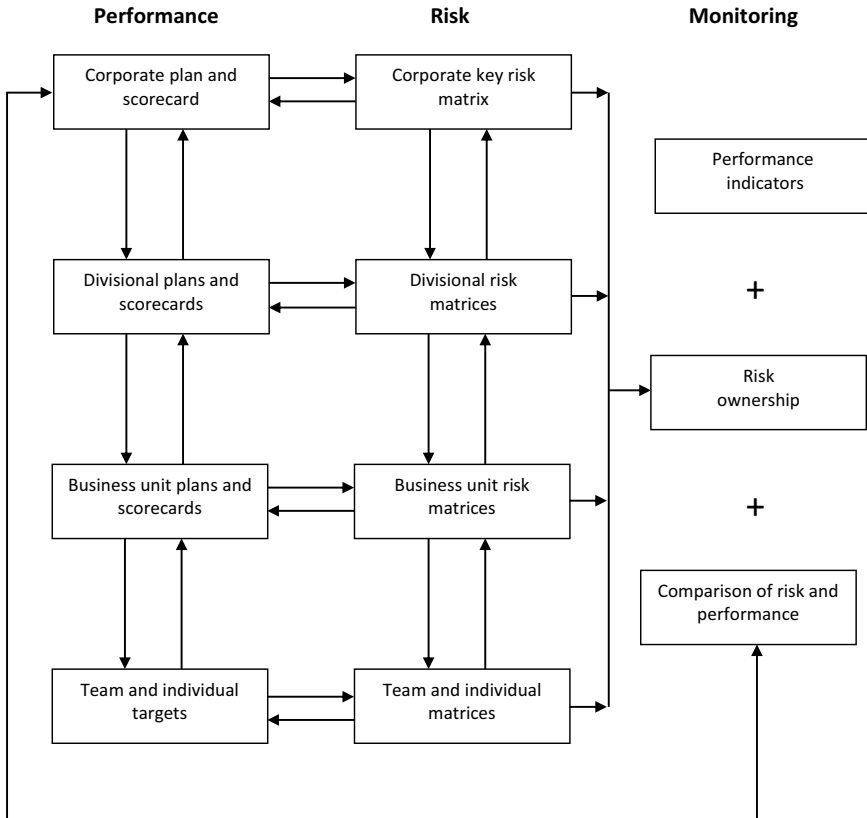 Performance
Risk
Monitoring
Corporate plan and
scorecard
Corporate key risk
matrix
Performance
indicators
Divisional plans and
scorecards
Divisional risk
matrices
+
Risk
ownership
Business unit plans and
scorecards
Business unit risk
matrices
+
Comparison of risk and
performance
Team and individual
targets
Team and individual
matrices